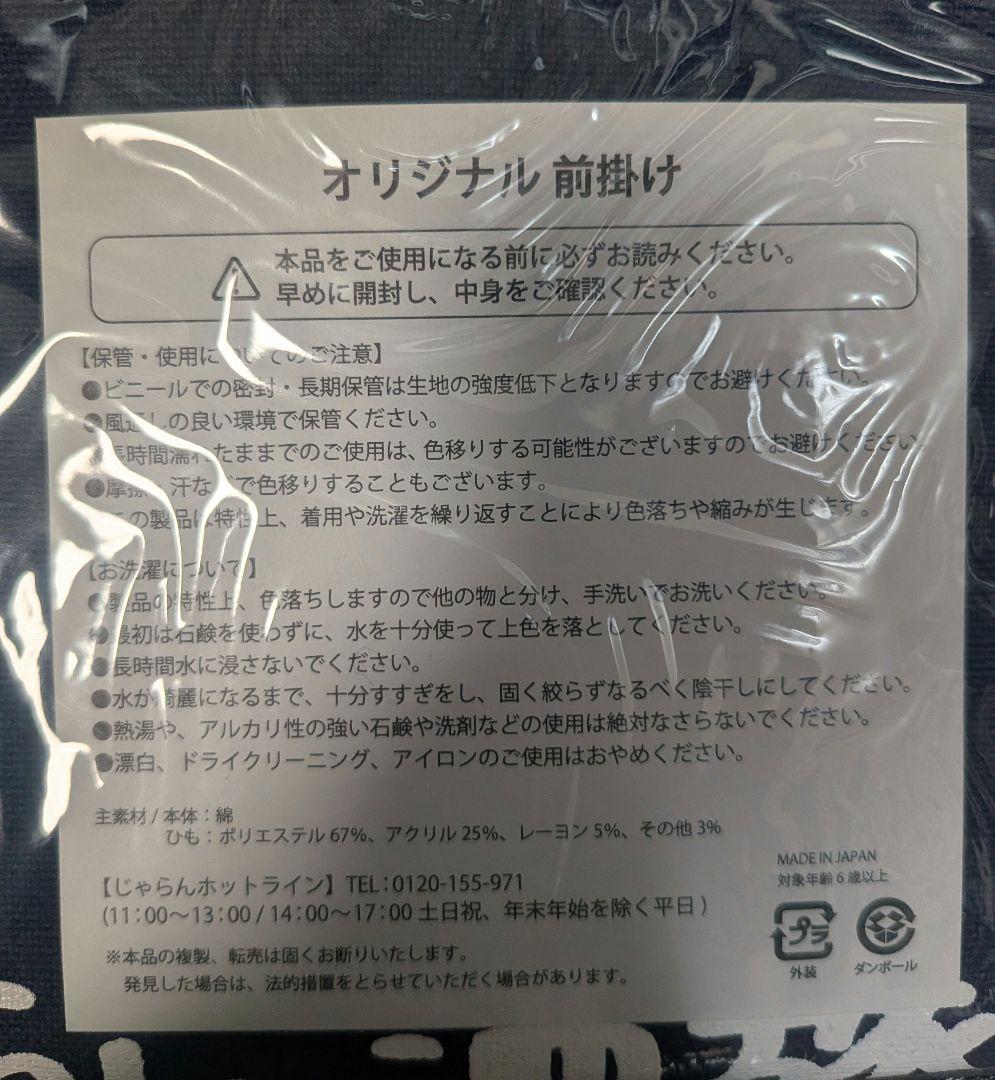 オリジナル 前掛け
本品をご使用になる前に必ずお読みください。
早めに開封し、中身をご確認ください。
【保管・使用についてのご注意】
●ビニールでの密封・長期保管は生地の強度低下となりますのでお避けください。
●風通しの良い環境で保管ください。
●長時間濡れたままでのご使用は、色移りする可能性がございますのでお避けください。
●摩擦、汗などで色移りすることもございます。
●この製品は特性上、着用や洗濯を繰り返すことにより色落ちや縮みが生じます。
【お洗濯について】
●製品の特性上、色落ちしますので他の物と分け、手洗いでお洗いください。
●最初は石鹸を使わずに、水を十分使って上色を落としてください。
●長時間水に浸さないでください。
●水が綺麗になるまで、十分すすぎをし、固く絞らずなるべく陰干しにしてください。
●熱湯や、アルカリ性の強い石鹸や洗剤などの使用は絶対なさらないでください。
●漂白、ドライクリーニング、アイロンのご使用はおやめください。
主素材 / 本体：綿
ひも：ポリエステル 67%、アクリル 25%、レーヨン 5%、その他 3%
MADE IN JAPAN
対象年齢 6 歳以上
【じゃらんホットライン】TEL：0120-155-971
(11：00～13：00 / 14：00～17：00 土日祝、年末年始を除く平日)
プラ
外装
ダンボール
※本品の複製、転売は固くお断りいたします。
発見した場合は、法的措置をとらせていただく場合があります。